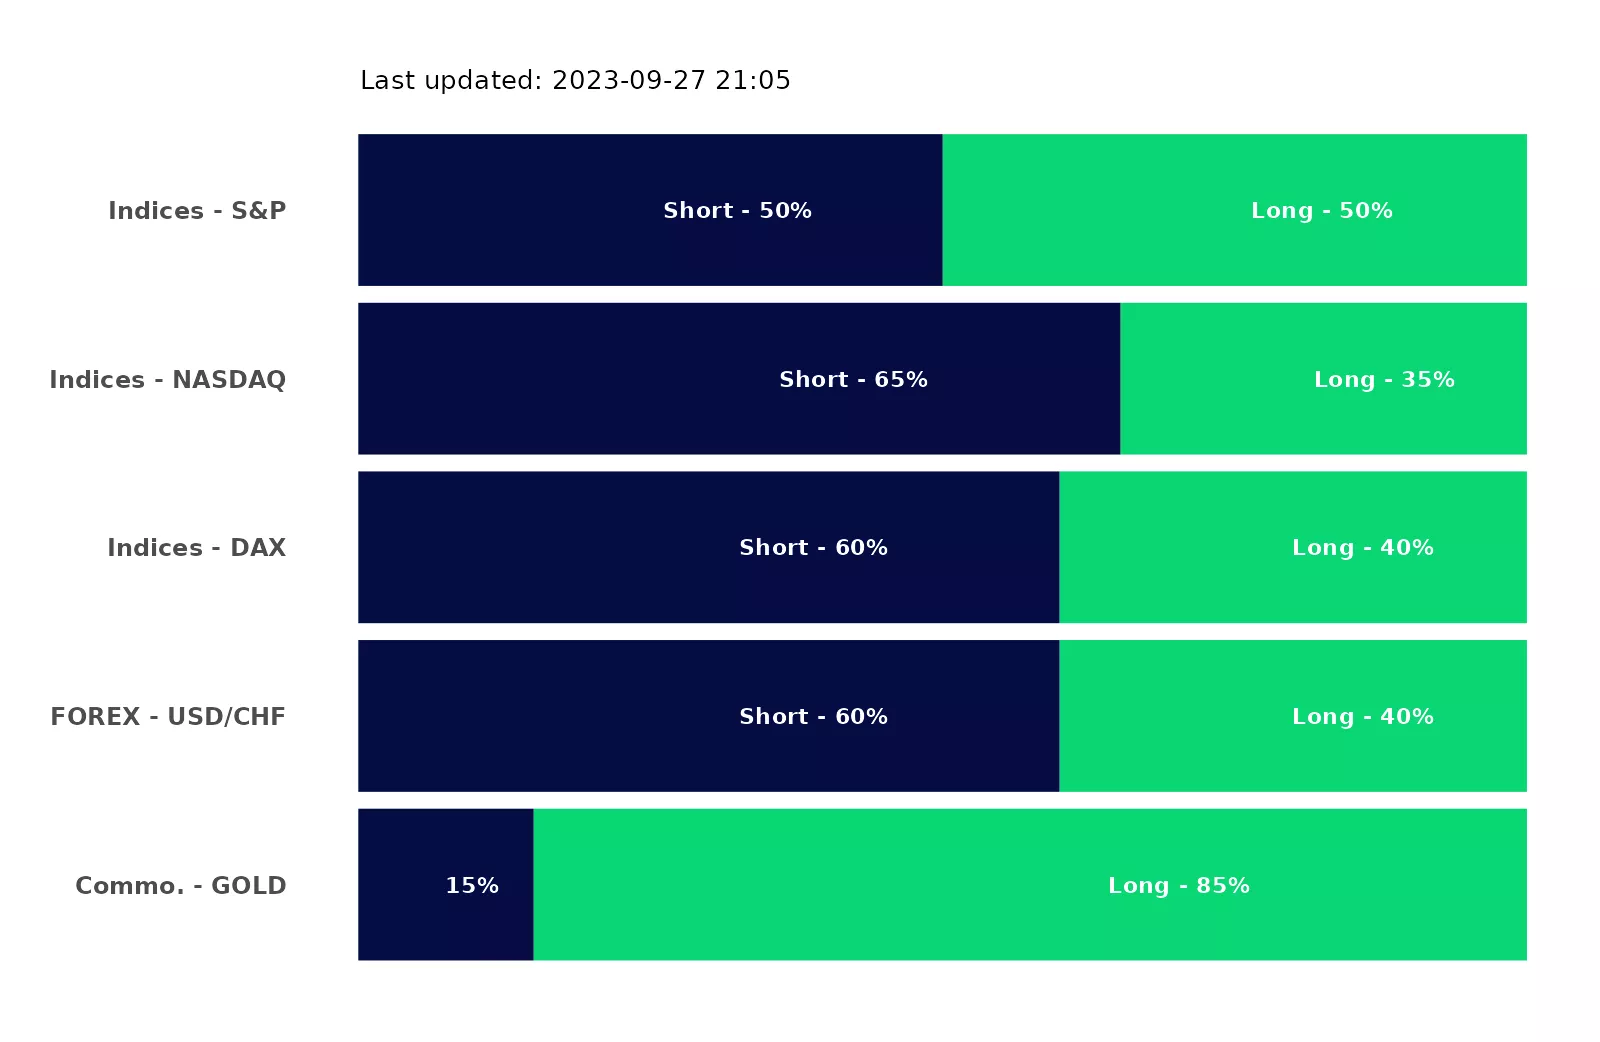 Last updated: 2023-09-27 21:05
Indices - S&P
Short - 50%
Long - 50%
Indices - NASDAQ
Short - 65%
Long - 35%
Indices - DAX
Short - 60%
Long - 40%
FOREX - USD/CHF
Short - 60%
Long - 40%
Commo. - GOLD
15%
Long - 85%